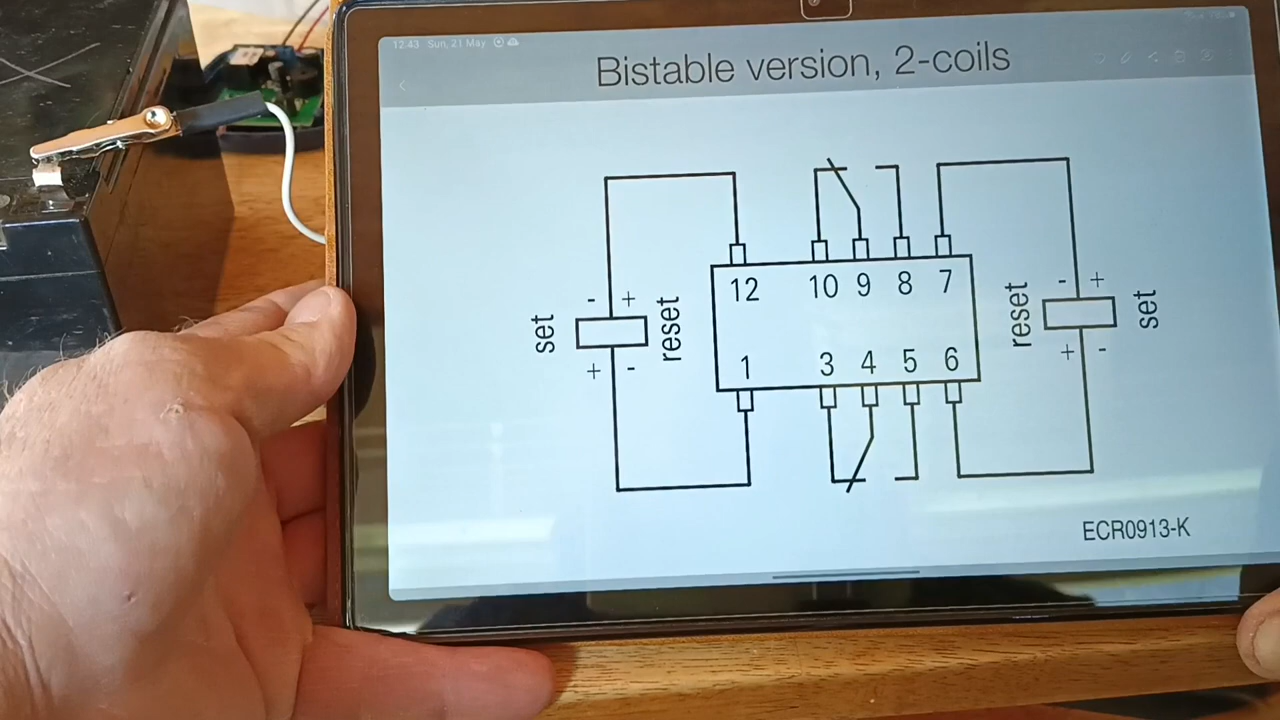 12.43 Sun, 21 May
Bistable version, 2-coils
12 10 9 8 7
- + reset
set
+ -
reset
- + set
+ -
1 3 4 5 6
ECR0913-K